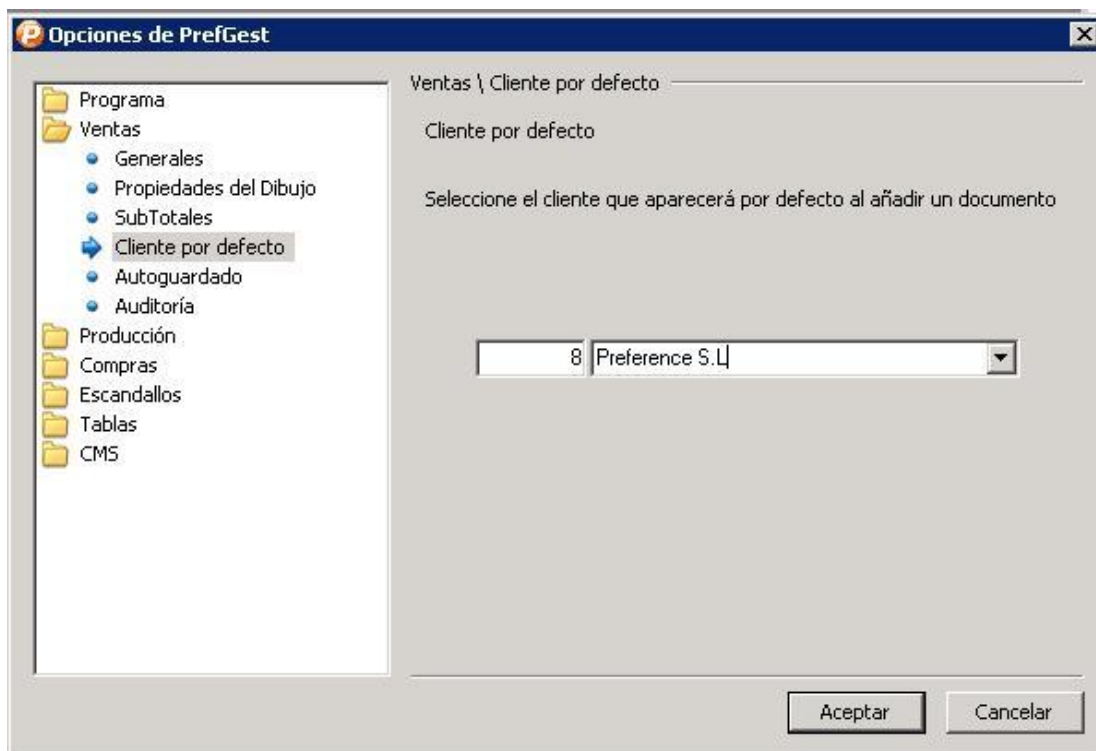 Opciones de PrefGest
Programa
Ventas
Generales
Propiedades del Dibujo
SubTotales
Cliente por defecto
Autoguardado
Auditoría
Producción
Compras
Escandallos
Tablas
CMS
Ventas \ Cliente por defecto
Cliente por defecto
Seleccione el cliente que aparecerá por defecto al añadir un documento
8 Preference S.L
Aceptar Cancelar